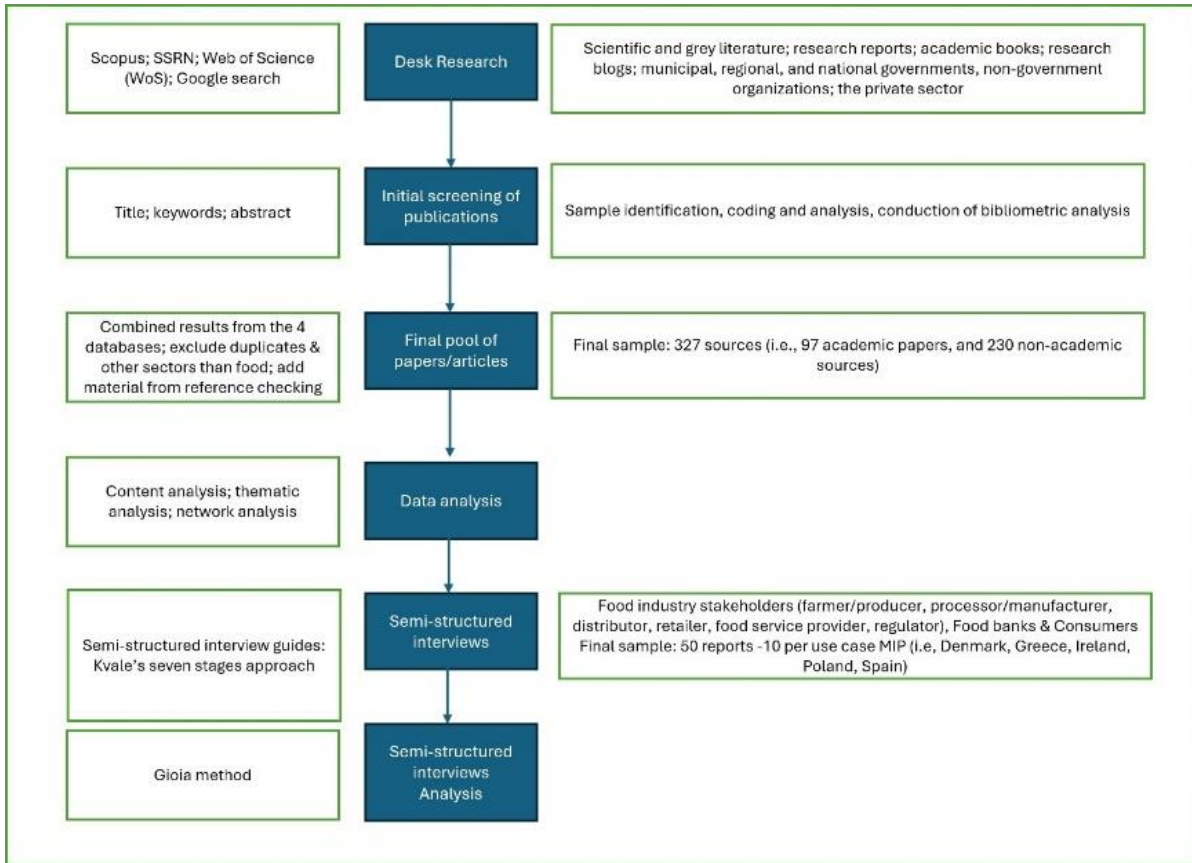 Scopus; SSRN; Web of Science
(WoS); Google search
Desk Research
Scientific and grey literature; research reports; academic books; research
blogs; municipal, regional, and national governments, non-government
organizations; the private sector
Title; keywords; abstract
Initial screening of
publications
Sample identification, coding and analysis, conduction of bibliometric analysis
Combined results from the 4
databases; exclude duplicates &
other sectors than food; add
material from reference checking
Final pool of
papers/articles
Final sample: 327 sources (i.e., 97 academic papers, and 230 non-academic
sources)
Content analysis; thematic
analysis; network analysis
Data analysis
Semi-structured interview guides:
Kvale's seven stages approach
Semi-structured
interviews
Food industry stakeholders (farmer/producer, processor/manufacturer,
distributor, retailer, food service provider, regulator), Food banks & Consumers
Final sample: 50 reports -10 per use case MIP (i.e, Denmark, Greece, Ireland,
Poland, Spain)
Gioia method
Semi-structured
interviews
Analysis